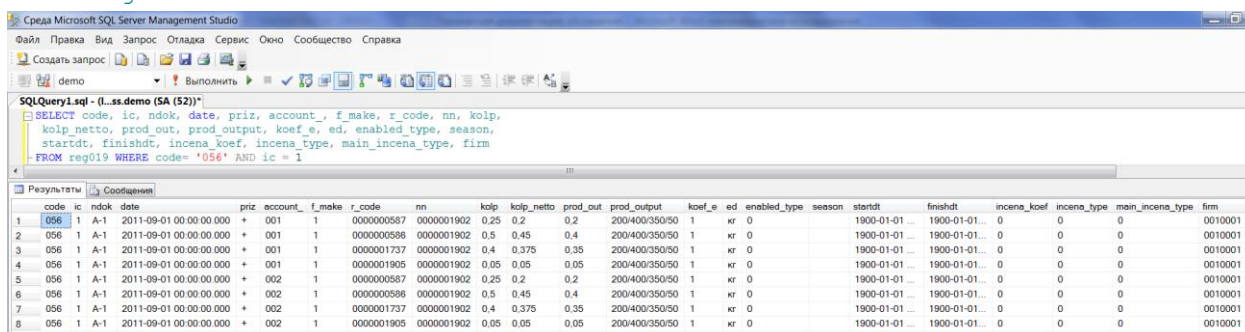 Среда Microsoft SQL Server Management Studio
Файл Правка Вид Запрос Отладка Сервис Окно Сообщество Справка
Создать запрос
demo Выполнить
SQLQuery1.sql - (l...ss.demo (SA (52))*
SELECT code, ic, ndok, date, priz, account_, f_make, r_code, nn, kolp,
kolp_netto, prod_out, prod_output, koef_e, ed, enabled_type, season,
startdt, finishdt, incena_koef, incena_type, main_incena_type, firm
FROM reg019 WHERE code= '056' AND ic = 1
Результаты Сообщения
code ic ndok date priz account_ f_make r_code nn kolp kolp_netto prod_out prod_output koef_e ed enabled_type season startdt finishdt incena_koef incena_type main_incena_type firm
1 056 1 A-1 2011-09-01 00:00:00.000 + 001 1 0000000587 0000001902 0,25 0,2 0,2 200/400/350/50 1 кг 0 1900-01-01 ... 1900-01-01... 0 0 0 0010001
2 056 1 A-1 2011-09-01 00:00:00.000 + 001 1 0000000586 0000001902 0,5 0,45 0,4 200/400/350/50 1 кг 0 1900-01-01 ... 1900-01-01... 0 0 0 0010001
3 056 1 A-1 2011-09-01 00:00:00.000 + 001 1 0000001737 0000001902 0,4 0,375 0,35 200/400/350/50 1 кг 0 1900-01-01 ... 1900-01-01... 0 0 0 0010001
4 056 1 A-1 2011-09-01 00:00:00.000 + 001 1 0000001905 0000001902 0,05 0,05 0,05 200/400/350/50 1 кг 0 1900-01-01 ... 1900-01-01... 0 0 0 0010001
5 056 1 A-1 2011-09-01 00:00:00.000 + 002 1 0000000587 0000001902 0,25 0,2 0,2 200/400/350/50 1 кг 0 1900-01-01 ... 1900-01-01... 0 0 0 0010001
6 056 1 A-1 2011-09-01 00:00:00.000 + 002 1 0000000586 0000001902 0,5 0,45 0,4 200/400/350/50 1 кг 0 1900-01-01 ... 1900-01-01... 0 0 0 0010001
7 056 1 A-1 2011-09-01 00:00:00.000 + 002 1 0000001737 0000001902 0,4 0,375 0,35 200/400/350/50 1 кг 0 1900-01-01 ... 1900-01-01... 0 0 0 0010001
8 056 1 A-1 2011-09-01 00:00:00.000 + 002 1 0000001905 0000001902 0,05 0,05 0,05 200/400/350/50 1 кг 0 1900-01-01 ... 1900-01-01... 0 0 0 0010001